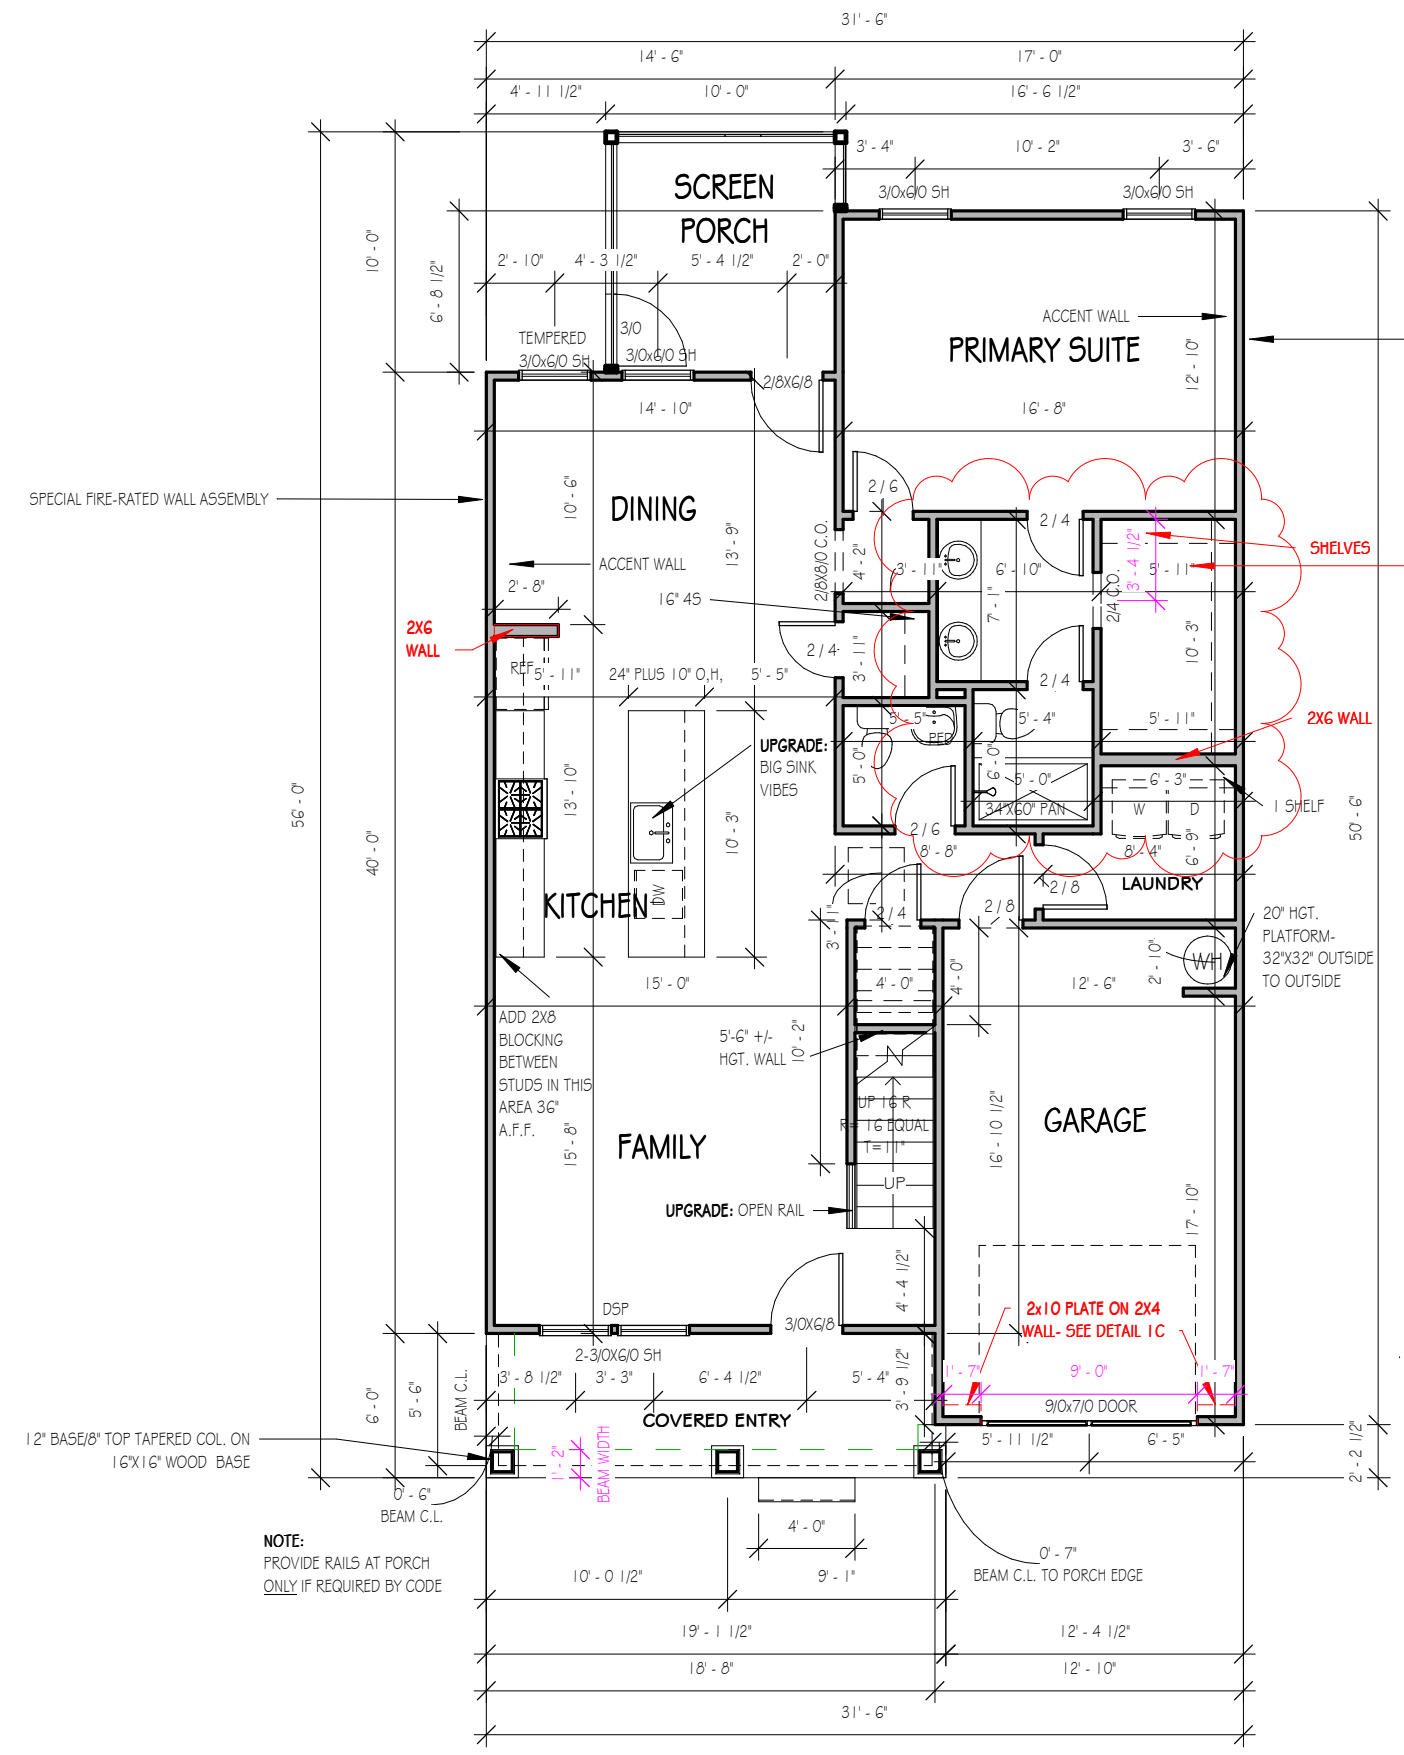 31' - 6"
14' - 6"
17' - 0"
4' - 11 1/2"
10' - 0"
16' - 6 1/2"
3' - 4"
10' - 2"
3' - 6"
3/0x6/0 SH
3/0x6/0 SH
SCREEN
PORCH
10' - 0"
6' - 8 1/2"
2' - 10"
4' - 3 1/2"
5' - 4 1/2"
2' - 0"
ACCENT WALL
PRIMARY SUITE
12' - 10"
TEMPERED
3/0
3/0x6/0 SH
3/0x6/0 SH
2/8X6/8
14' - 10"
16' - 8"
SPECIAL FIRE-RATED WALL ASSEMBLY
10' - 6"
DINING
13' - 9"
2/8X8/0 C.O.
2 / 6
2 / 4
4' - 2"
3' - 11"
6' - 10"
7' - 1"
2/4 C.O.
3' - 4 1/2"
5' - 11"
SHELVES
ACCENT WALL
2' - 8"
16" 4S
2X6
WALL
REF
5' - 11"
24" PLUS 10" O,H,
5' - 5"
2 / 4
3' - 11"
2 / 4
10' - 3"
5' - 5"
PED
5' - 4"
5' - 11"
2X6 WALL
UPGRADE:
BIG SINK
VIBES
5' - 0"
6' - 0"
5' - 0"
34"X60" PAN
6' - 3"
W
D
1 SHELF
56' - 0"
40' - 0"
13' - 10"
10' - 3"
50' - 6"
2 / 6
8' - 8"
8' - 4"
6' - 9"
KITCHEN
DW
2 / 8
LAUNDRY
2 / 4
2 / 8
3' - 11"
20" HGT.
PLATFORM-
32"X32" OUTSIDE
TO OUTSIDE
WH
2' - 10"
15' - 0"
4' - 0"
4' - 0"
12' - 6"
ADD 2X8
BLOCKING
BETWEEN
STUDS IN THIS
AREA 36"
A.F.F.
5'-6" +/-
HGT. WALL
10' - 2"
UP 16 R
R = 16 EQUAL
T = 11"
UP
16' - 10 1/2"
GARAGE
15' - 8"
FAMILY
UPGRADE: OPEN RAIL
17' - 10"
4' - 4 1/2"
DSP
3/0X6/8
2x10 PLATE ON 2X4
WALL- SEE DETAIL 1C
2-3/0X6/0 SH
3' - 8 1/2"
3' - 3"
6' - 4 1/2"
5' - 4"
3' - 9 1/2"
1' - 7"
9' - 0"
1' - 7"
9/0x7/0 DOOR
6' - 0"
5' - 6"
BEAM C.L.
COVERED ENTRY
5' - 11 1/2"
6' - 5"
2' - 2 1/2"
12" BASE/8" TOP TAPERED COL. ON
16"X16" WOOD BASE
1' - 2"
BEAM WIDTH
0' - 6"
BEAM C.L.
4' - 0"
NOTE:
PROVIDE RAILS AT PORCH
ONLY IF REQUIRED BY CODE
0' - 7"
BEAM C.L. TO PORCH EDGE
10' - 0 1/2"
9' - 1"
19' - 1 1/2"
12' - 4 1/2"
18' - 8"
12' - 10"
31' - 6"